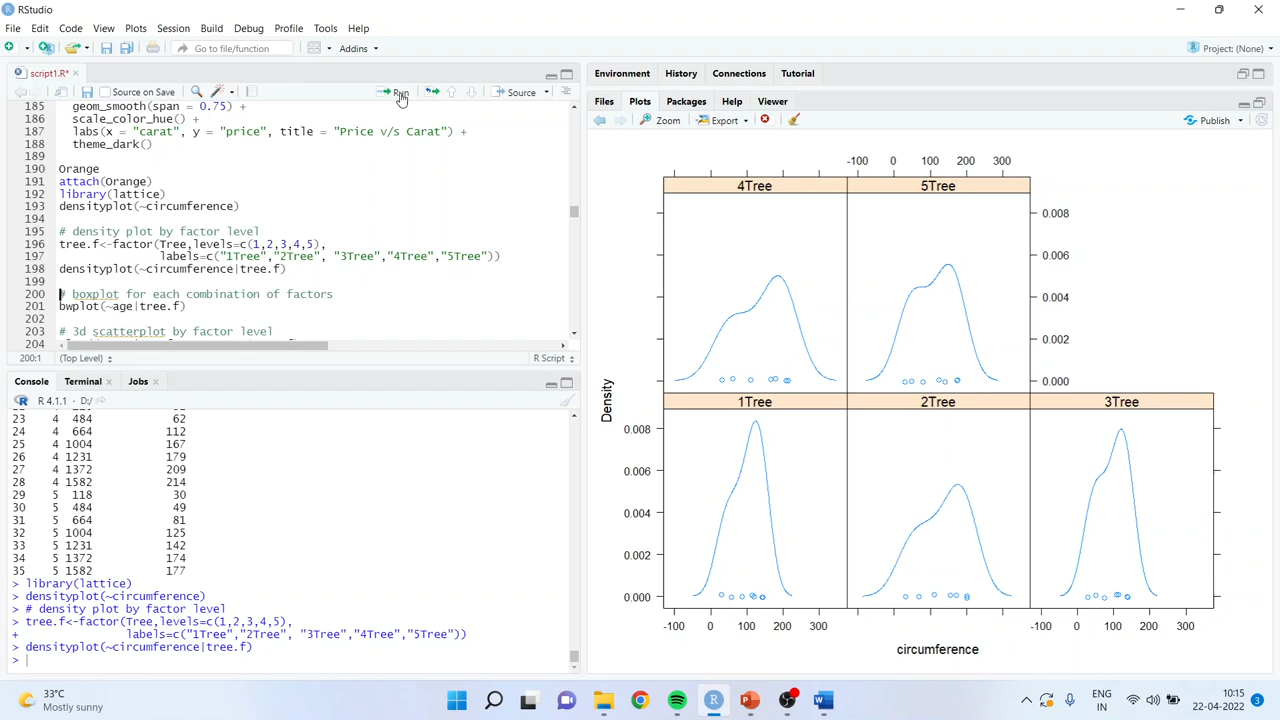 RStudio
File Edit Code View Plots Session Build Debug Profile Tools Help
Go to file/function Addins Project: (None)
script1.R*
Source on Save Run Source
185 geom_smooth(span = 0.75) +
186 scale_color_hue() +
187 labs(x = "carat", y = "price", title = "Price v/s Carat") +
188 theme_dark()
189
190 Orange
191 attach(Orange)
192 library(lattice)
193 densityplot(~circumference)
194
195 # density plot by factor level
196 tree.f<-factor(Tree,levels=c(1,2,3,4,5),
197 labels=c("1Tree","2Tree", "3Tree","4Tree","5Tree"))
198 densityplot(~circumference|tree.f)
199
200 # boxplot for each combination of factors
201 bwplot(~age|tree.f)
202
203 # 3d scatterplot by factor level
204
200:1 (Top Level) R Script
Console Terminal Jobs
R 4.1.1 · D:/
23 4 484 62
24 4 664 112
25 4 1004 167
26 4 1231 179
27 4 1372 209
28 4 1582 214
29 5 118 30
30 5 484 49
31 5 664 81
32 5 1004 125
33 5 1231 142
34 5 1372 174
35 5 1582 177
> library(lattice)
> densityplot(~circumference)
> # density plot by factor level
> tree.f<-factor(Tree,levels=c(1,2,3,4,5),
+ labels=c("1Tree","2Tree", "3Tree","4Tree","5Tree"))
> densityplot(~circumference|tree.f)
>
Environment History Connections Tutorial
Files Plots Packages Help Viewer
Zoom Export Publish
-100 0 100 200 300
4Tree 5Tree
0.008
0.006
0.004
0.002
0.000
Density
1Tree 2Tree 3Tree
0.008
0.006
0.004
0.002
0.000
-100 0 100 200 300 -100 0 100 200 300
circumference
33°C
Mostly sunny
ENG
IN
10:15
22-04-2022
3